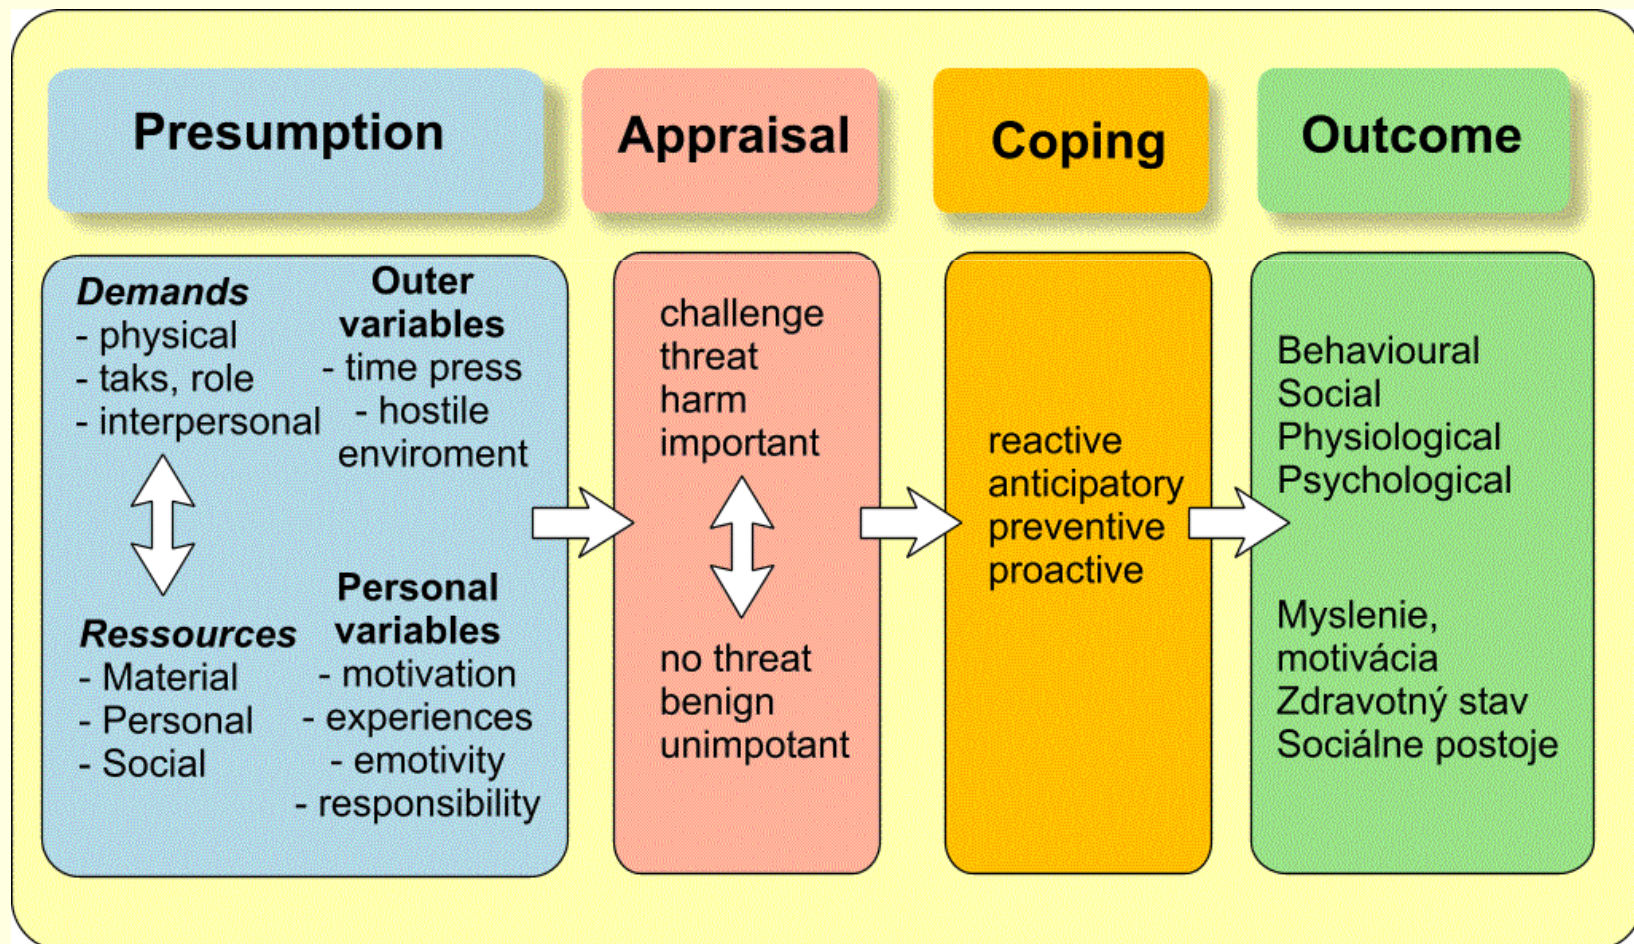 Presumption
Appraisal
Coping
Outcome
Demands
- physical
- taks, role
- interpersonal
Ressources
- Material
- Personal
- Social
Outer
variables
- time press
- hostile
enviroment
Personal
variables
- motivation
- experiences
- emotivity
- responsibility
challenge
threat
harm
important
no threat
benign
unimpotant
reactive
anticipatory
preventive
proactive
Behavioural
Social
Physiological
Psychological
Myslenie,
motivácia
Zdravotný stav
Sociálne postoje